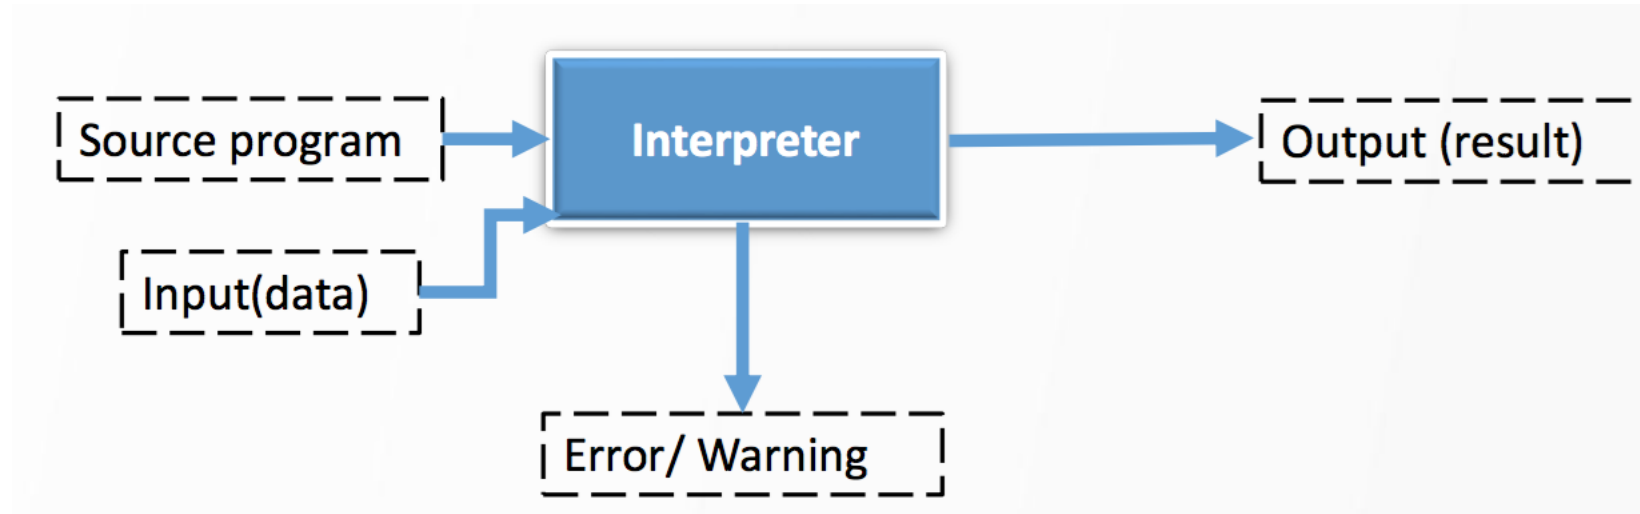 Source program
Interpreter
Output (result)
Input(data)
Error/ Warning